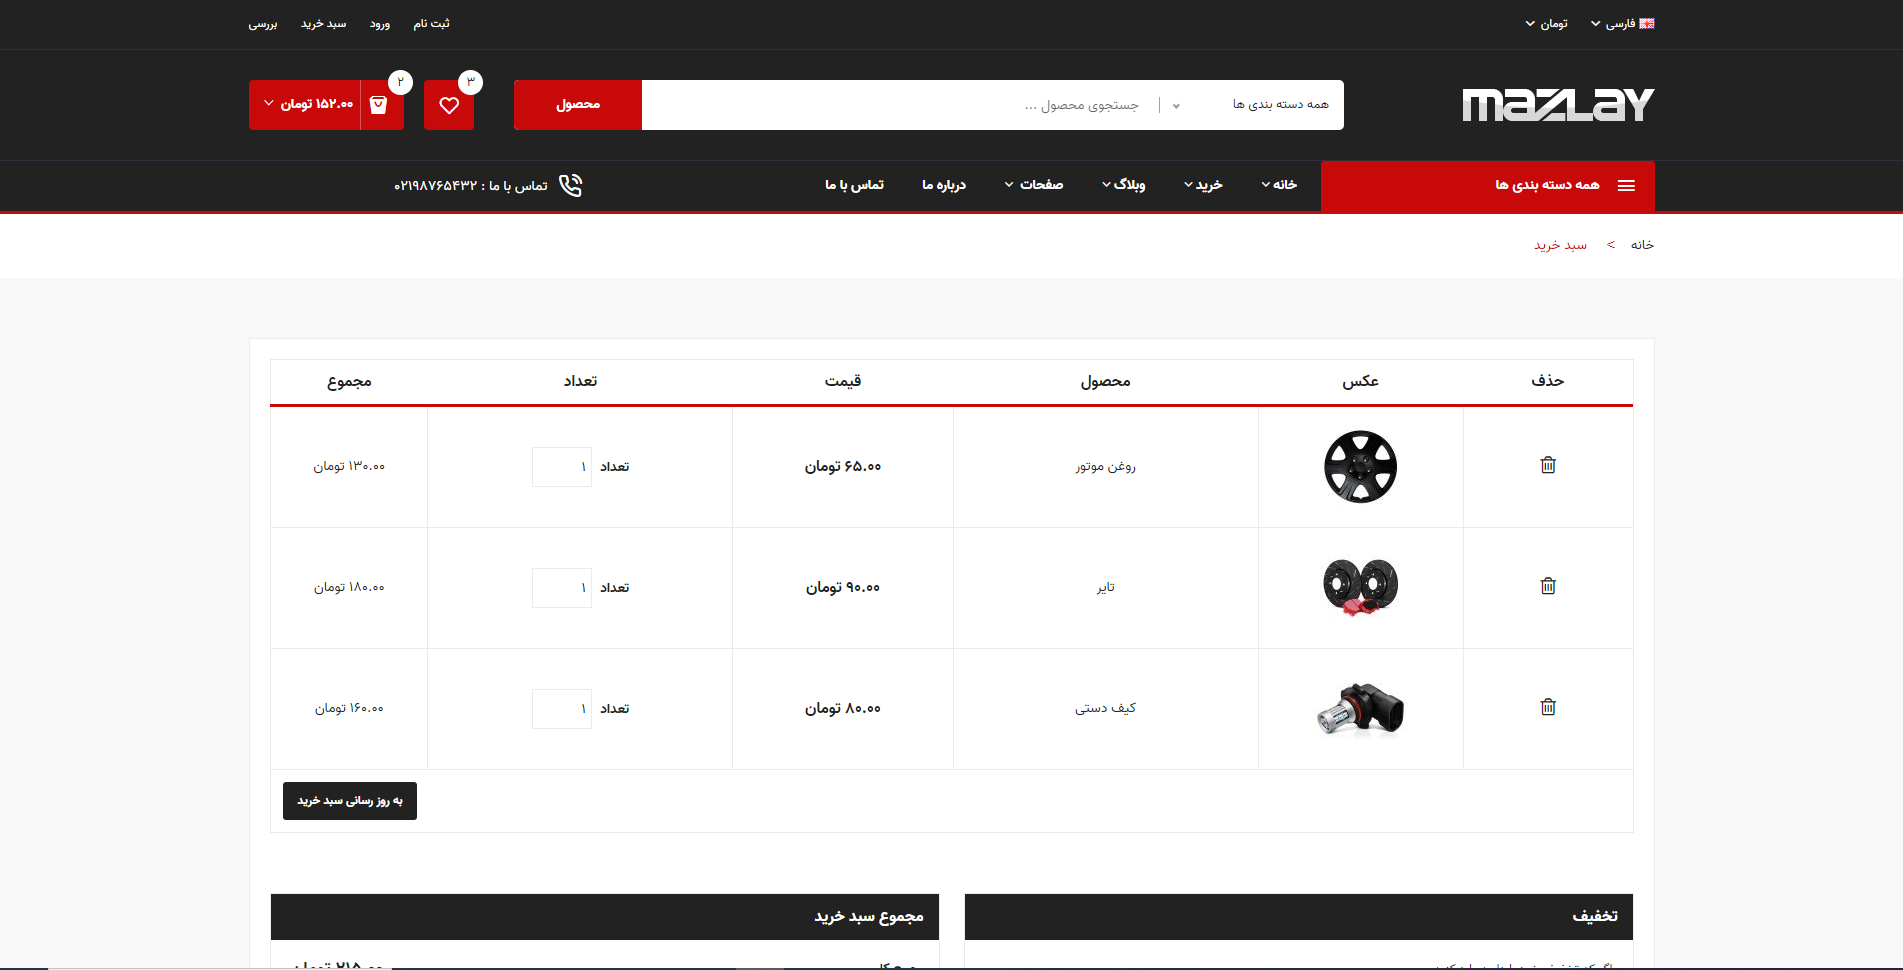 فارسی
تومان
ثبت نام
ورود
سبد خرید
بررسی
mazlay
همه دسته بندی ها
جستجوی محصول ...
محصول
۳
۲
۱۵۲.۰۰ تومان
همه دسته بندی ها
خانه
خرید
وبلاگ
صفحات
درباره ما
تماس با ما
تماس با ما : ۰۲۱۹۸۷۶۵۴۳۲
خانه > سبد خرید
حذف عکس محصول قیمت تعداد مجموع
روغن موتور ۶۵.۰۰ تومان تعداد ۱ ۱۳۰.۰۰ تومان
تایر ۹۰.۰۰ تومان تعداد ۱ ۱۸۰.۰۰ تومان
کیف دستی ۸۰.۰۰ تومان تعداد ۱ ۱۶۰.۰۰ تومان
به روز رسانی سبد خرید
تخفیف
مجموع سبد خرید
۲۱۵.۰۰ تومان